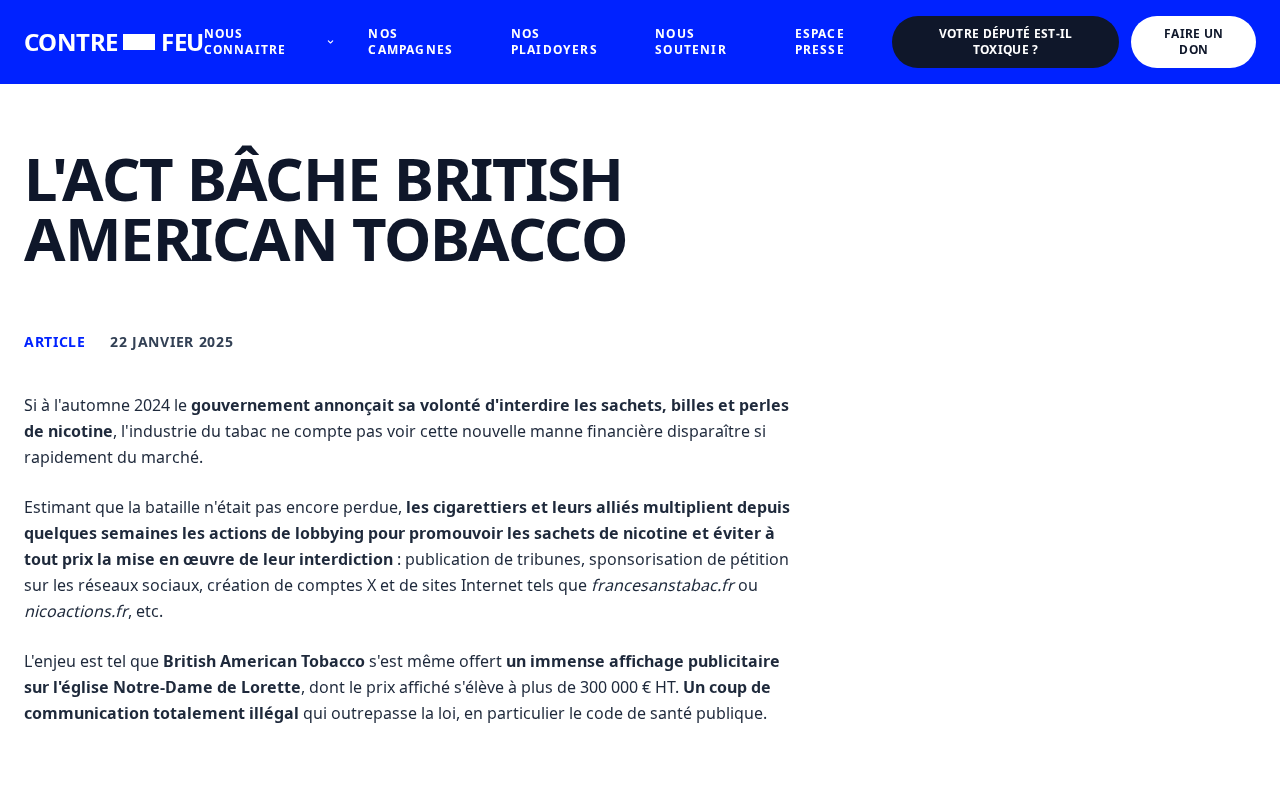 CONTRE FEU
NOUS CONNAITRE
NOS CAMPAGNES
NOS PLAIDOYERS
NOUS SOUTENIR
ESPACE PRESSE
VOTRE DÉPUTÉ EST-IL TOXIQUE ?
FAIRE UN DON
L'ACT BÂCHE BRITISH
AMERICAN TOBACCO
ARTICLE 22 JANVIER 2025
Si à l'automne 2024 le gouvernement annonçait sa volonté d'interdire les sachets, billes et perles
de nicotine, l'industrie du tabac ne compte pas voir cette nouvelle manne financière disparaître si
rapidement du marché.
Estimant que la bataille n'était pas encore perdue, les cigarettiers et leurs alliés multiplient depuis
quelques semaines les actions de lobbying pour promouvoir les sachets de nicotine et éviter à
tout prix la mise en œuvre de leur interdiction : publication de tribunes, sponsorisation de pétition
sur les réseaux sociaux, création de comptes X et de sites Internet tels que francesanstabac.fr ou
nicoactions.fr, etc.
L'enjeu est tel que British American Tobacco s'est même offert un immense affichage publicitaire
sur l'église Notre-Dame de Lorette, dont le prix affiché s'élève à plus de 300 000 € HT. Un coup de
communication totalement illégal qui outrepasse la loi, en particulier le code de santé publique.